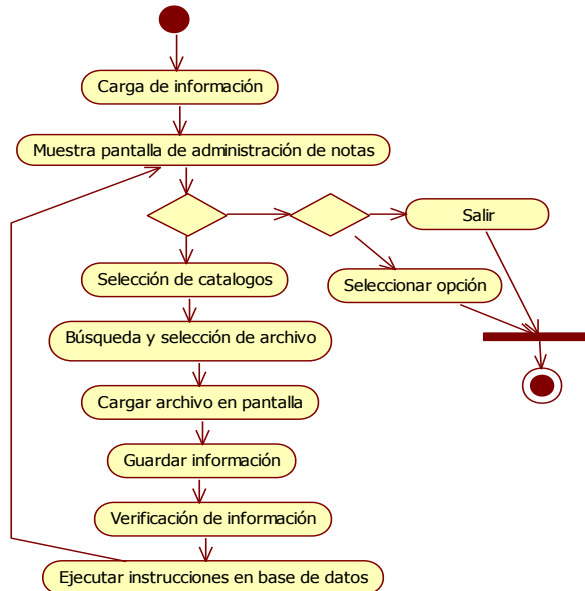 Carga de información
Muestra pantalla de administración de notas
Salir
Selección de catalogos
Seleccionar opción
Búsqueda y selección de archivo
Cargar archivo en pantalla
Guardar información
Verificación de información
Ejecutar instrucciones en base de datos